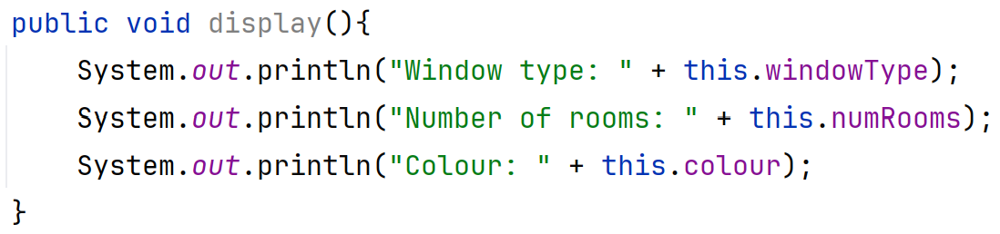 public void display(){
    System.out.println("Window type: " + this.windowType);
    System.out.println("Number of rooms: " + this.numRooms);
    System.out.println("Colour: " + this.colour);
}